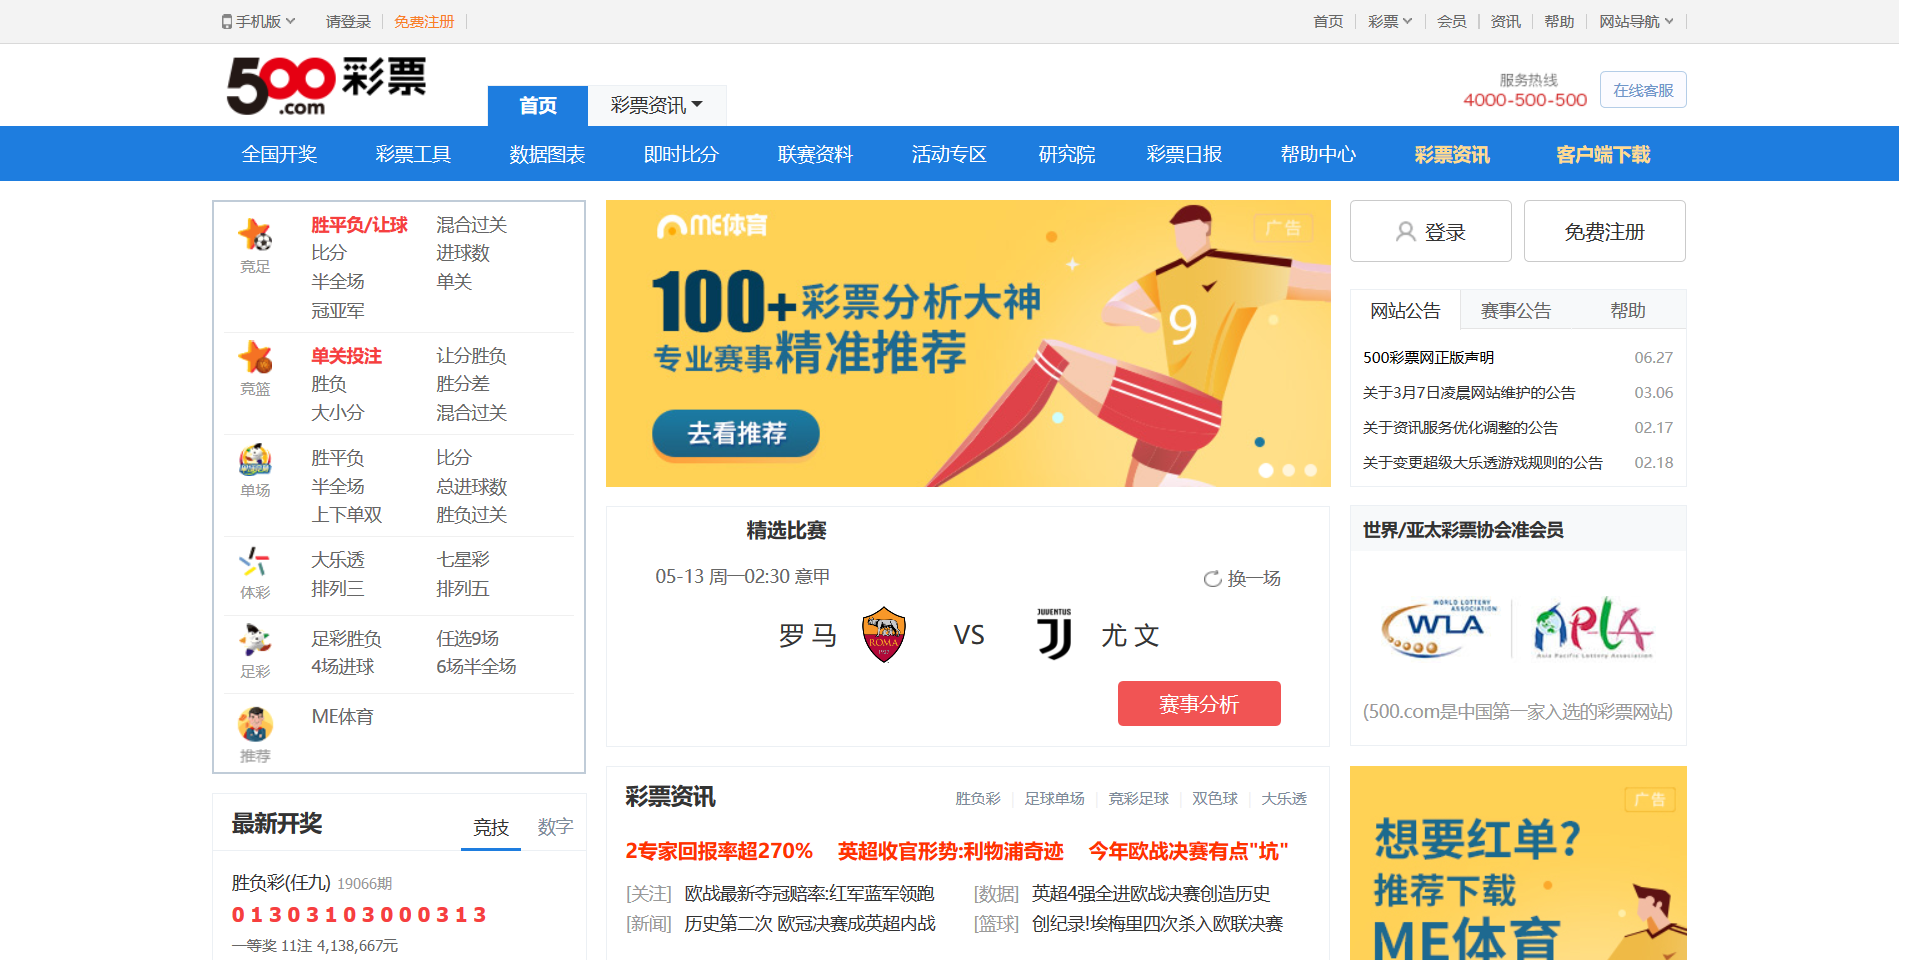 手机版 请登录 免费注册 首页 彩票 会员 资讯 帮助 网站导航
500彩票
.com
首页 彩票资讯
服务热线
4000-500-500
在线客服
全国开奖 彩票工具 数据图表 即时比分 联赛资料 活动专区 研究院 彩票日报 帮助中心 彩票资讯 客户端下载
竞足
胜平负/让球 混合过关
比分 进球数
半全场 单关
冠亚军
竞篮
单关投注 让分胜负
胜负 胜分差
大小分 混合过关
单场
胜平负 比分
半全场 总进球数
上下单双 胜负过关
体彩
大乐透 七星彩
排列三 排列五
足彩
足彩胜负 任选9场
4场进球 6场半全场
推荐
ME体育
最新开奖 竞技 数字
胜负彩(任九) 19066期
0 1 3 0 3 1 0 3 0 0 0 3 1 3
一等奖 11注 4,138,667元
ME体育
广告
100+彩票分析大神
专业赛事精准推荐
去看推荐
9
精选比赛
05-13 周一02:30 意甲
换一场
罗 马 ROMA 1927 VS JUVENTUS 尤 文
赛事分析
彩票资讯 胜负彩 足球单场 竞彩足球 双色球 大乐透
2专家回报率超270% 英超收官形势:利物浦奇迹 今年欧战决赛有点"坑"
[关注] 欧战最新夺冠赔率:红军蓝军领跑 [数据] 英超4强全进欧战决赛创造历史
[新闻] 历史第二次 欧冠决赛成英超内战 [篮球] 创纪录!埃梅里四次杀入欧联决赛
登录 免费注册
网站公告 赛事公告 帮助
500彩票网正版声明 06.27
关于3月7日凌晨网站维护的公告 03.06
关于资讯服务优化调整的公告 02.17
关于变更超级大乐透游戏规则的公告 02.18
世界/亚太彩票协会准会员
WORLD LOTTERY
ASSOCIATION
WLA
APLA
Asia Pacific Lottery Association
(500.com是中国第一家入选的彩票网站)
广告
想要红单?
推荐下载
ME体育